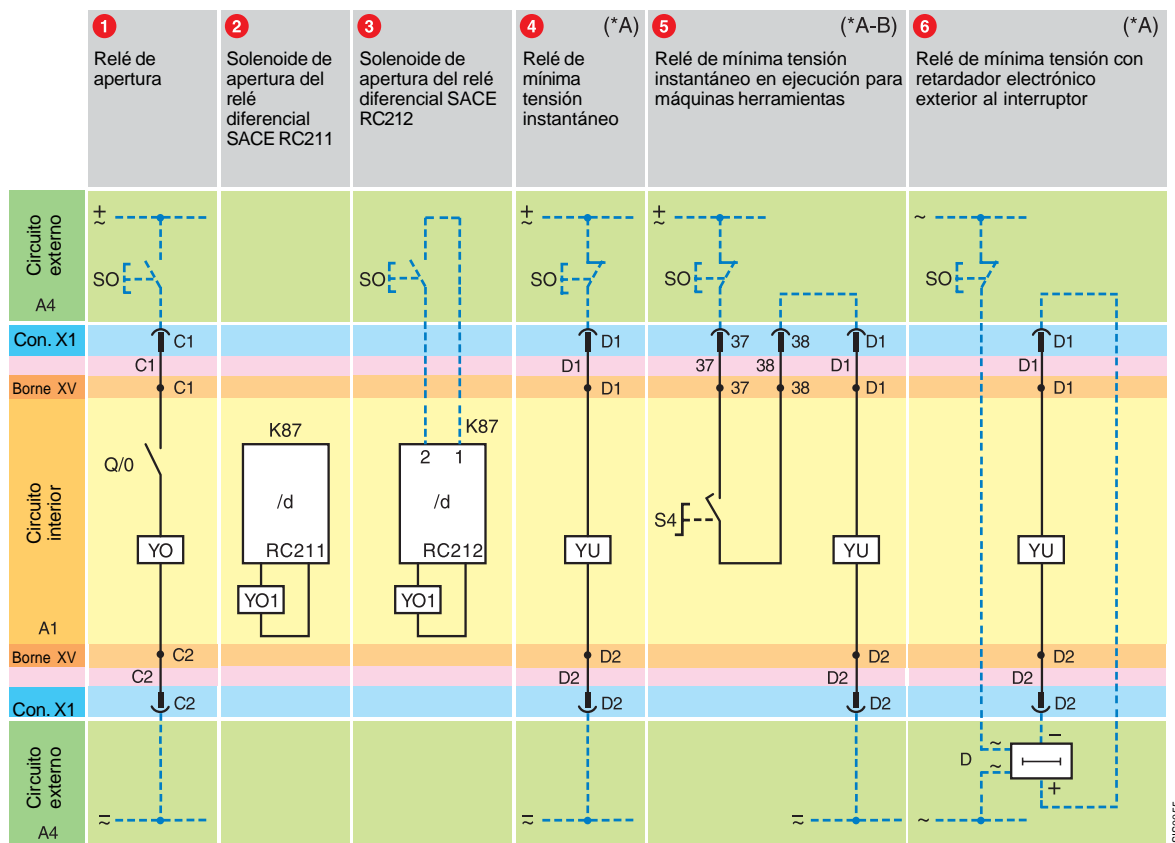 1
Relé de
apertura
2
Solenoide de
apertura del
relé
diferencial
SACE RC211
3
Solenoide de
apertura del relé
diferencial SACE
RC212
4 (*A)
Relé de
mínima
tensión
instantáneo
5 (*A-B)
Relé de mínima tensión
instantáneo en ejecución para
máquinas herramientas
6 (*A)
Relé de mínima tensión con
retardador electrónico
exterior al interruptor
Circuito
externo
A4
SO SO SO SO SO
Con. X1 C1 D1 37 38 D1 D1
C1 D1 37 38 D1 D1
Borne XV C1 D1 37 38 D1 D1
Circuito
interior
A1
K87 K87
2 1
Q/0 /d /d
S4
YO RC211 RC212 YU YU YU
YO1 YO1
Borne XV C2 D2 D2 D2
C2 D2 D2 D2
Con. X1 C2 D2 D2 D2
Circuito
externo
A4
D ~ ~ − +